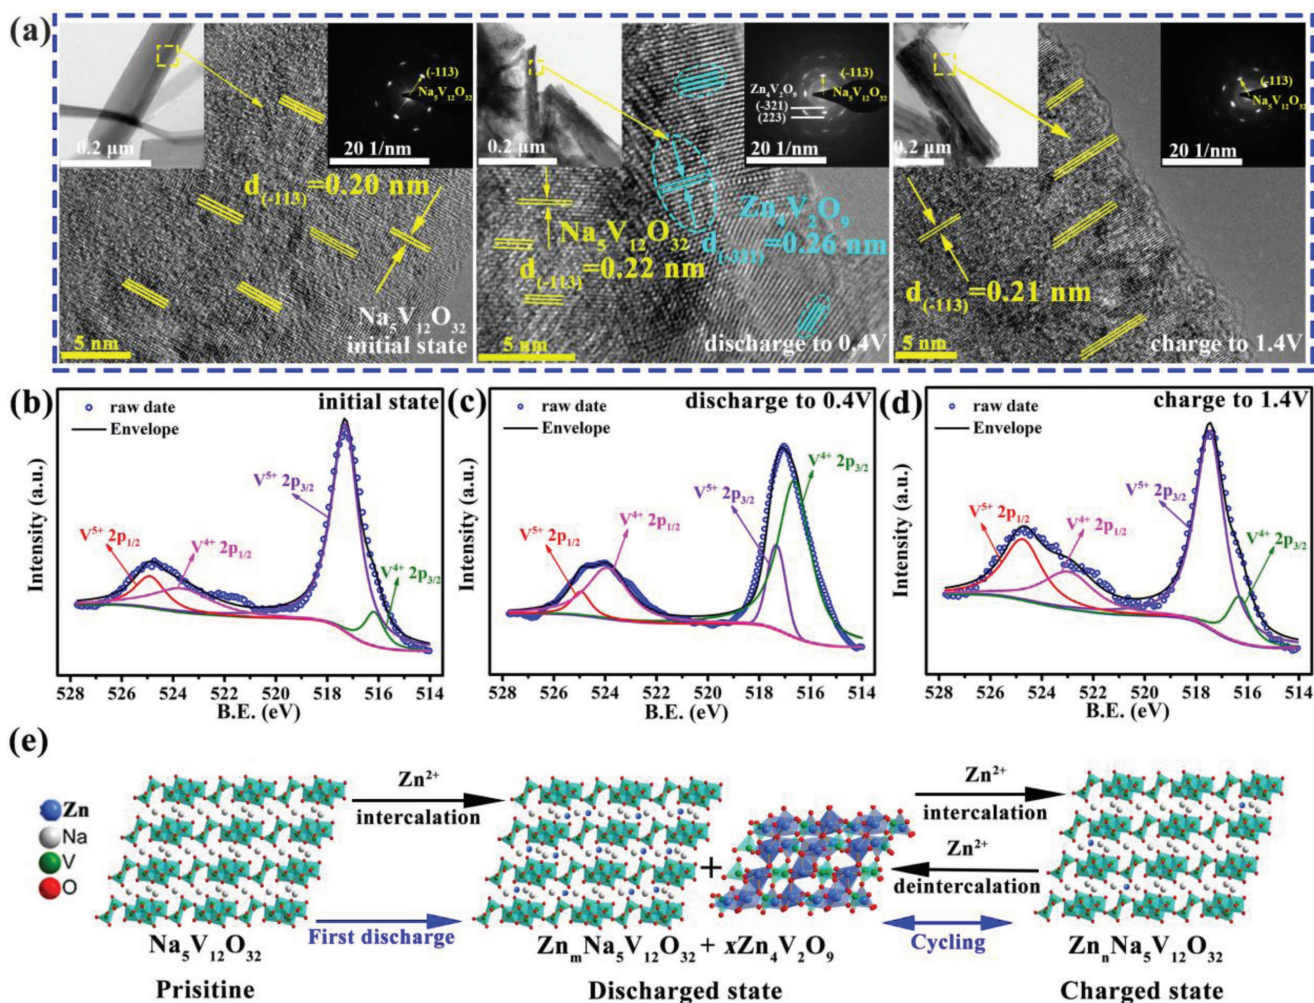 (a)
(-113)
Na5V12O32
0.2 μm
20 1/nm
d(-113)=0.20 nm
Na5V12O32
initial state
5 nm
(-113)
Na5V12O32
Zn4V2O9
(-321)
(223)
0.2 μm
20 1/nm
Na5V12O32
d(-113)=0.22 nm
Zn4V2O9
d(-321)=0.26 nm
5 nm
discharge to 0.4V
(-113)
Na5V12O32
0.2 μm
20 1/nm
d(-113)=0.21 nm
5 nm
charge to 1.4V
(b)
raw date
Envelope
initial state
V5+ 2p3/2
V5+ 2p1/2
V4+ 2p1/2
V4+ 2p3/2
Intensity (a.u.)
528 526 524 522 520 517 516 514
B.E. (eV)
(c)
raw date
Envelope
discharge to 0.4V
V4+ 2p3/2
V5+ 2p3/2
V5+ 2p1/2
V4+ 2p1/2
Intensity (a.u.)
528 526 524 522 520 517 516 514
B.E. (eV)
(d)
raw date
Envelope
charge to 1.4V
V5+ 2p3/2
V5+ 2p1/2
V4+ 2p1/2
V4+ 2p3/2
Intensity (a.u.)
528 526 524 522 520 517 516 514
B.E. (eV)
(e)
Zn
Na
V
O
Zn2+
intercalation
+
Zn2+
intercalation
Zn2+
deintercalation
First discharge
Cycling
Na5V12O32
ZnmNa5V12O32 + xZn4V2O9
ZnnNa5V12O32
Prisitine
Discharged state
Charged state